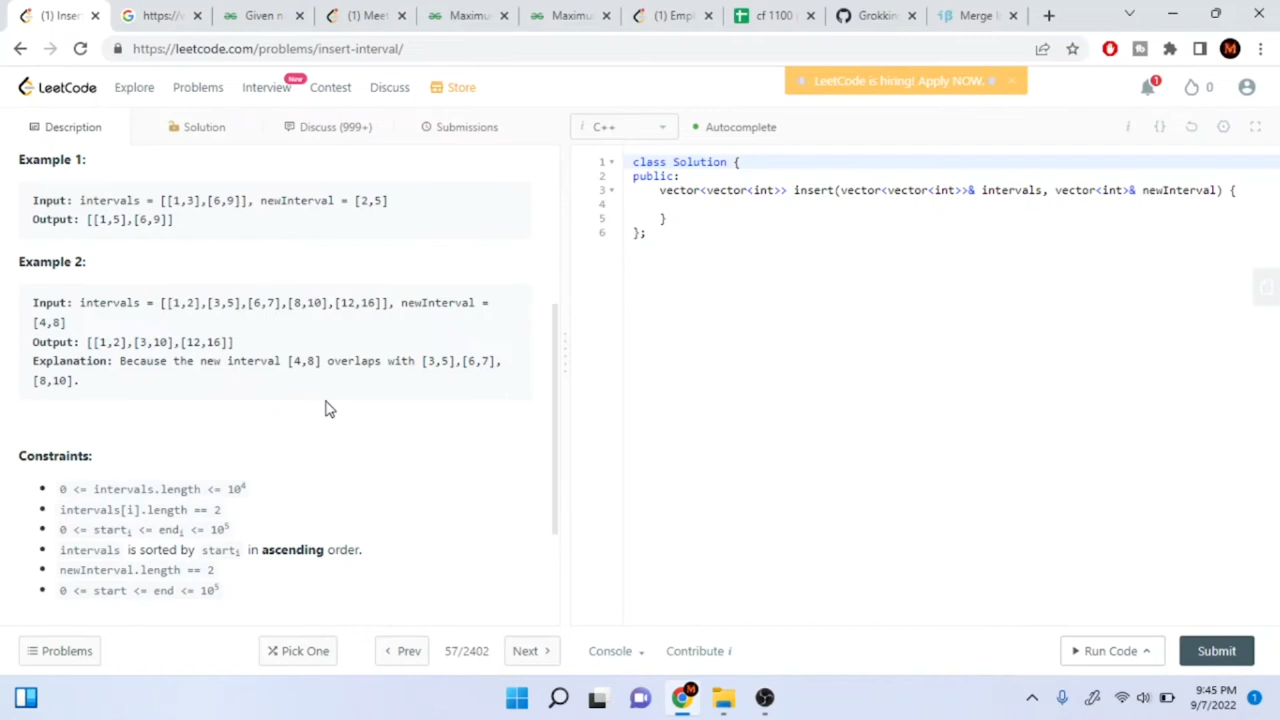 (1) Inser
https://v
Given n
(1) Meet
Maximu
Maximu
(1) Empl
cf 1100
Grokkin
Merge I
https://leetcode.com/problems/insert-interval/
LeetCode
Explore
Problems
Interview
New
Contest
Discuss
Store
LeetCode is hiring! Apply NOW.
1
0
Description
Solution
Discuss (999+)
Submissions
i C++
Autocomplete
Example 1:
Input: intervals = [[1,3],[6,9]], newInterval = [2,5]
Output: [[1,5],[6,9]]
Example 2:
Input: intervals = [[1,2],[3,5],[6,7],[8,10],[12,16]], newInterval =
[4,8]
Output: [[1,2],[3,10],[12,16]]
Explanation: Because the new interval [4,8] overlaps with [3,5],[6,7],
[8,10].
Constraints:
0 <= intervals.length <= 10⁴
intervals[i].length == 2
0 <= startᵢ <= endᵢ <= 10⁵
intervals is sorted by startᵢ in ascending order.
newInterval.length == 2
0 <= start <= end <= 10⁵
1 class Solution {
2 public:
3 vector<vector<int>> insert(vector<vector<int>>& intervals, vector<int>& newInterval) {
4
5 }
6 };
Problems
Pick One
Prev
57/2402
Next
Console
Contribute i
Run Code
Submit
9:45 PM
9/7/2022
1